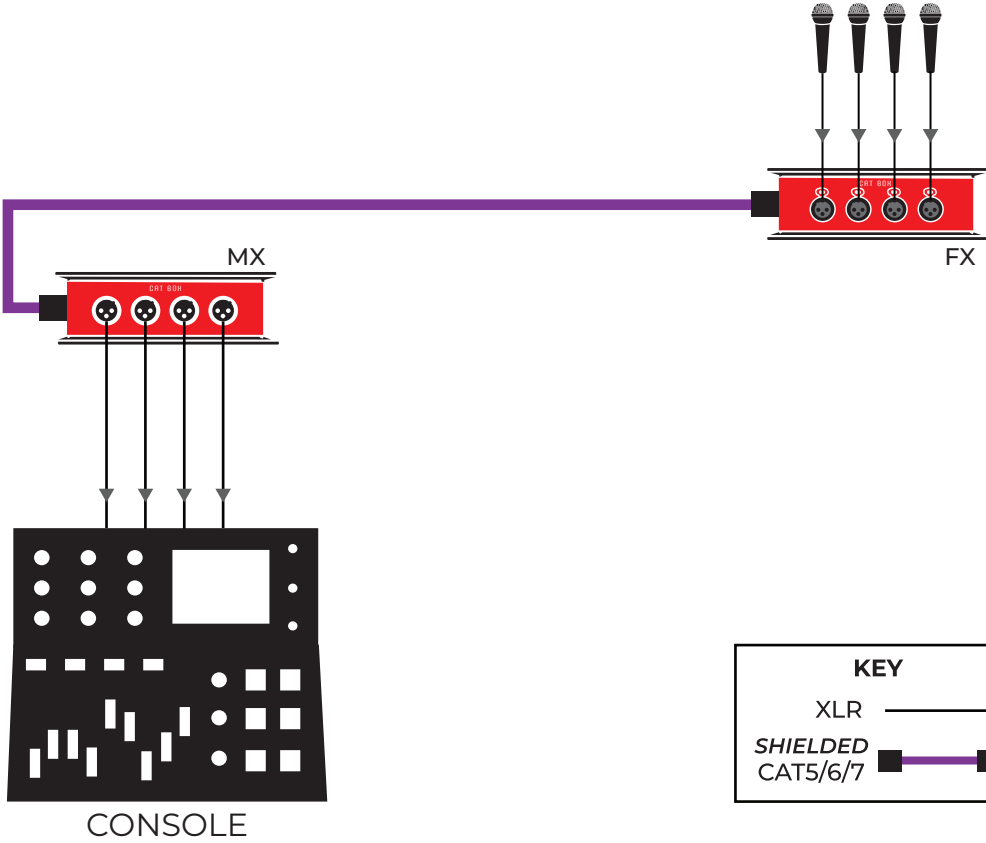 CAT BOX
FX
MX
CAT BOX
CONSOLE
KEY
XLR
SHIELDED
CAT5/6/7